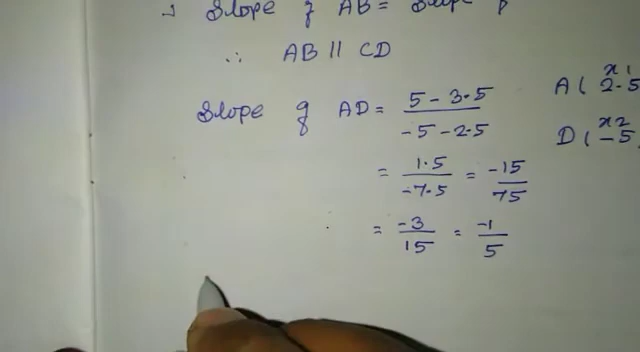 Slope of AB = Slope
∴ AB || CD
Slope of AD = 5 - 3.5 / -5 - 2.5
= 1.5 / -7.5 = -15 / 75
= -3 / 15 = -1 / 5
x1
A( 2.5
x2
D( -5